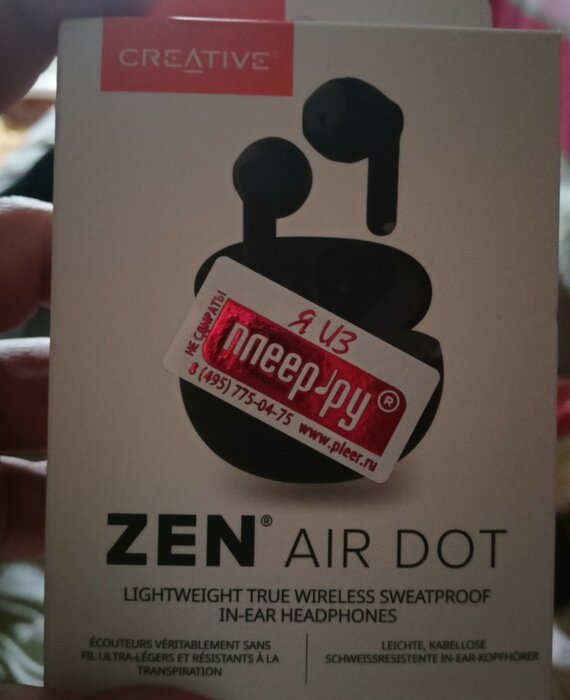 CREATIVE
Я ИЗ
НЕ СДИРАТЬ!
плеер.ру®
8 (495) 775-04-75 www.pleer.ru
ZEN® AIR DOT
LIGHTWEIGHT TRUE WIRELESS SWEATPROOF
IN-EAR HEADPHONES
ÉCOUTEURS VÉRITABLEMENT SANS
FIL ULTRA-LÉGERS ET RÉSISTANTS À LA
TRANSPIRATION
LEICHTE, KABELLOSE
SCHWEISSRESISTENTE IN-EAR-KOPFHÖRER